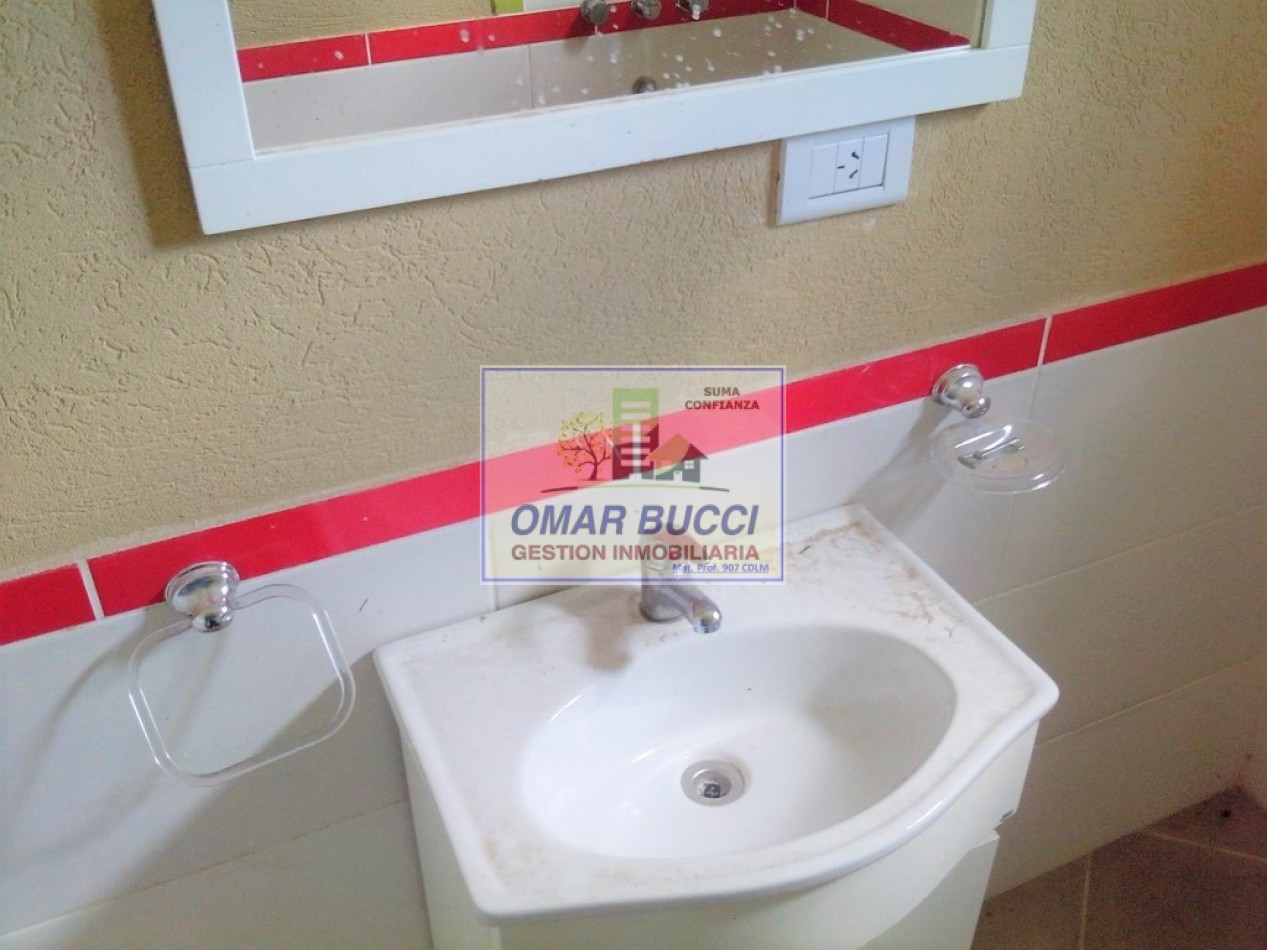 SUMA
CONFIANZA
OMAR BUCCI
GESTION INMOBILIARIA
Mat. Prof. 907 CDLM